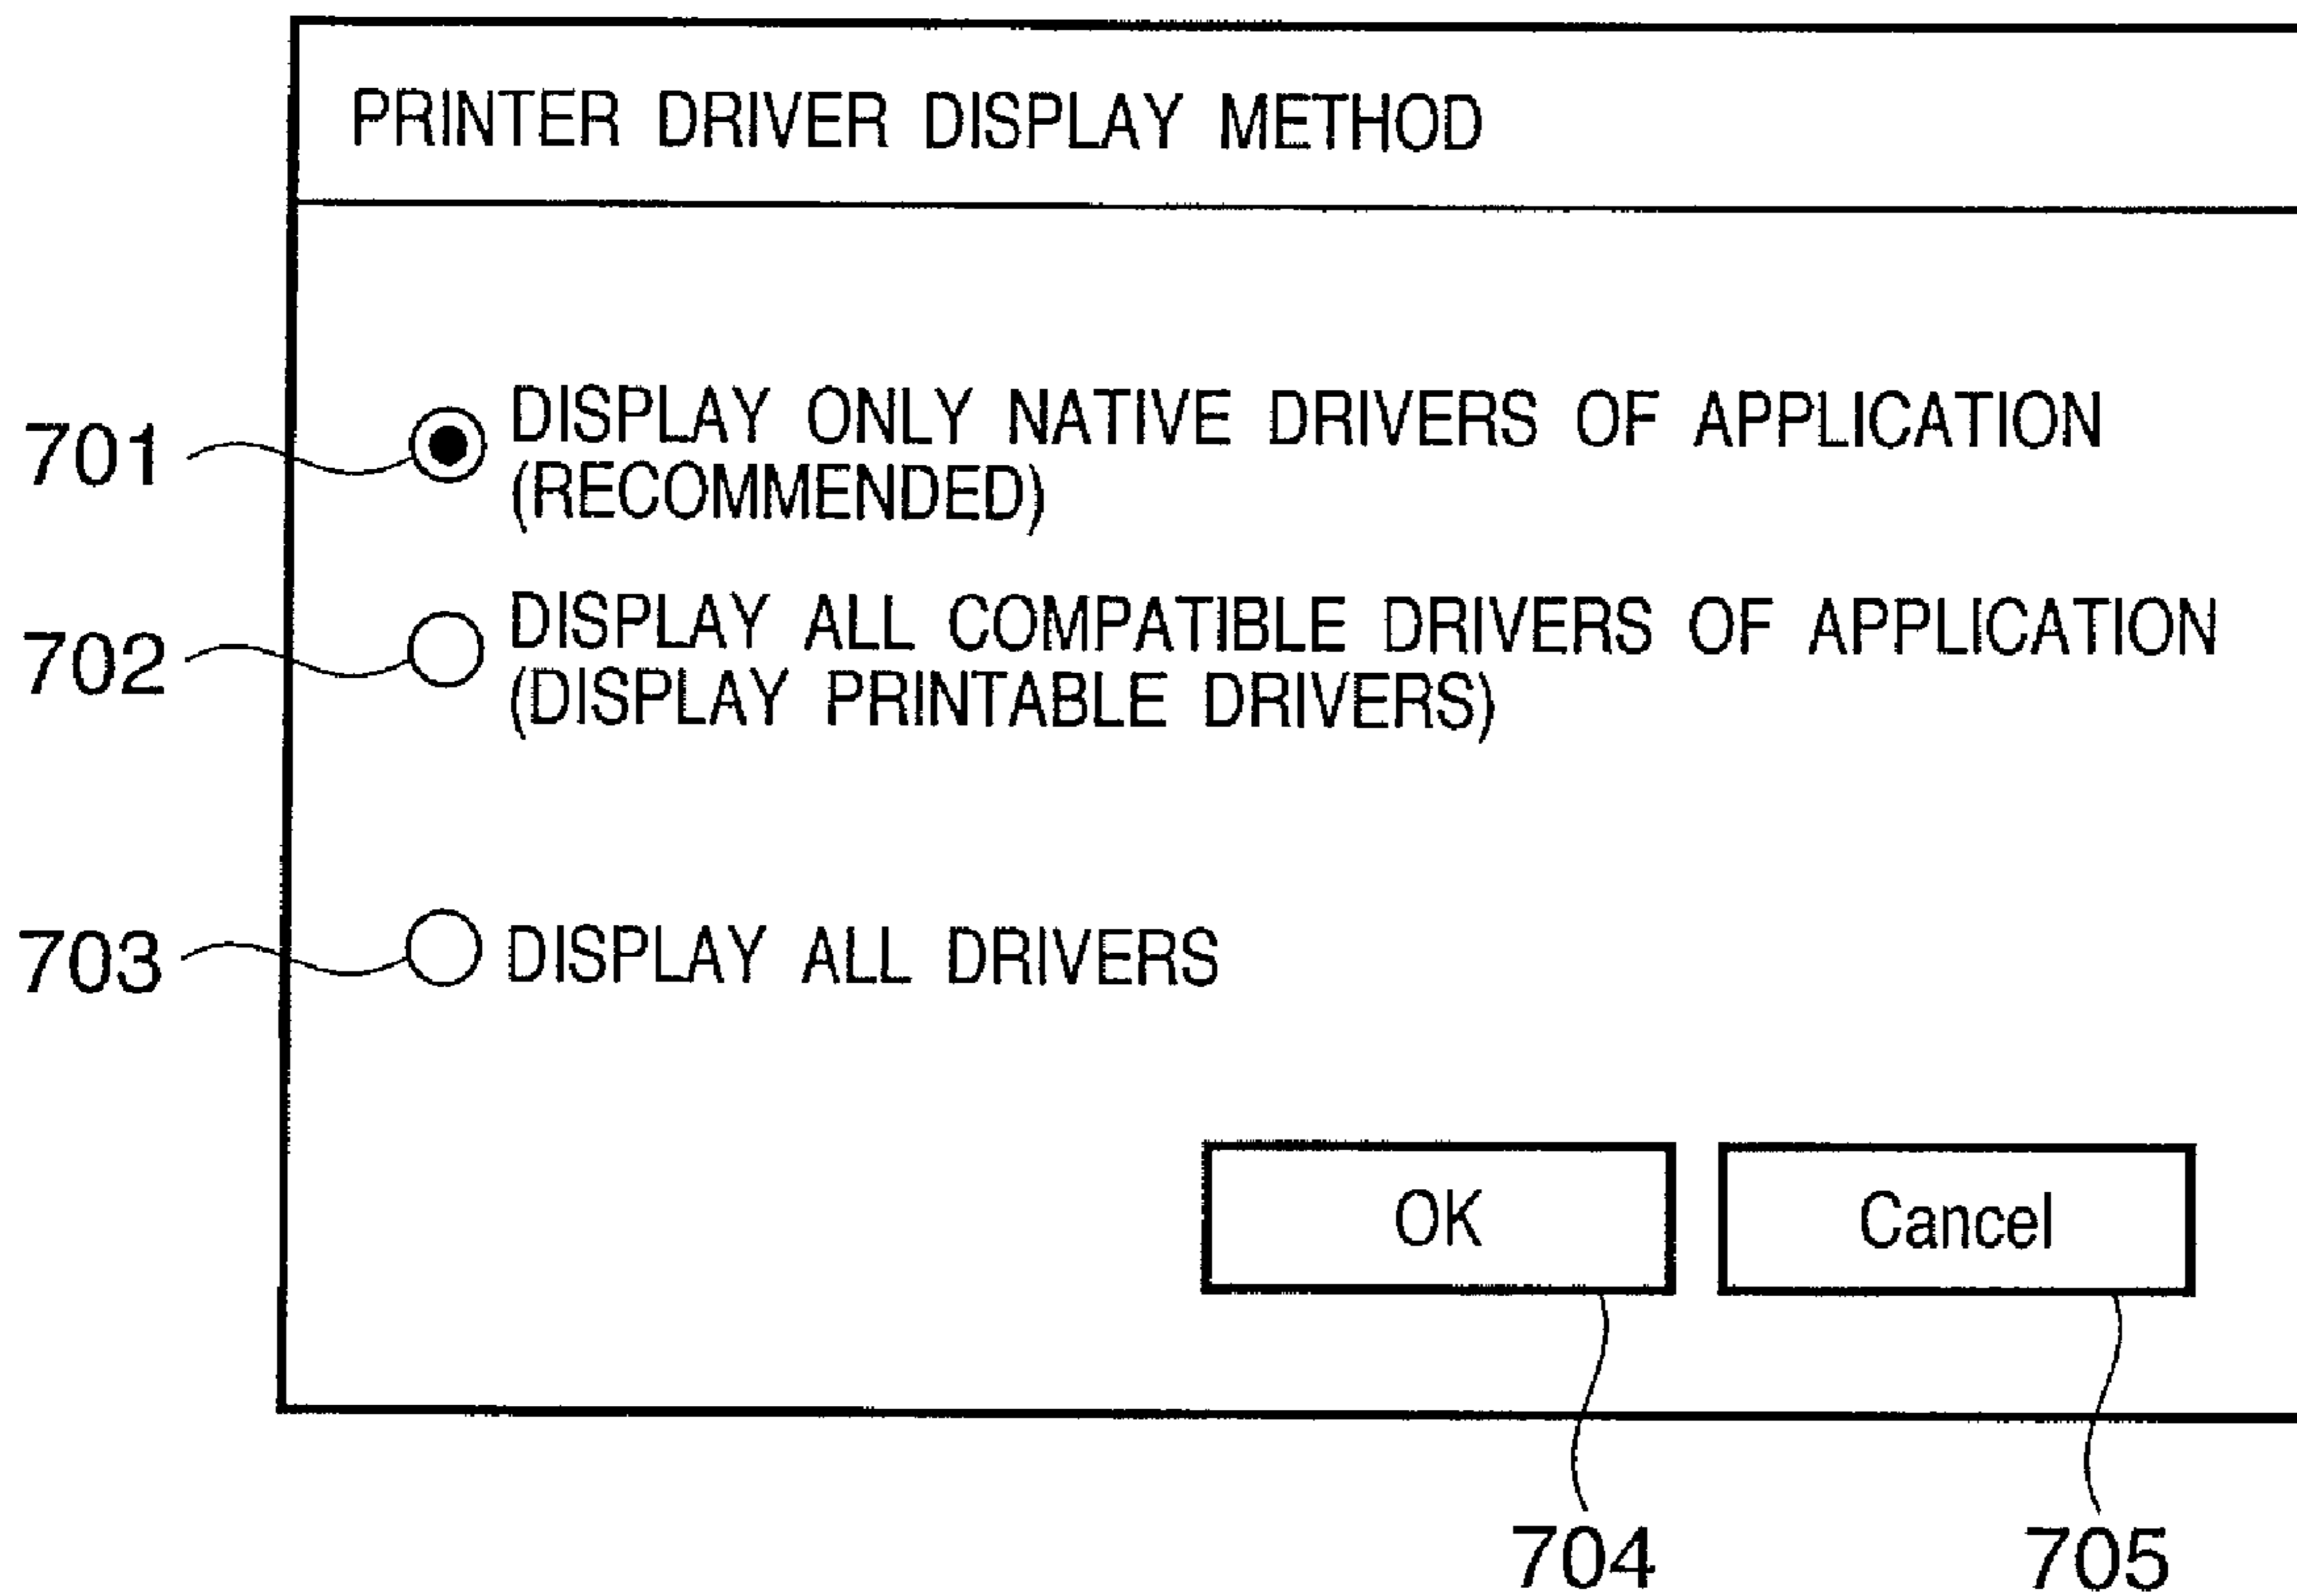 PRINTER DRIVER DISPLAY METHOD
701
DISPLAY ONLY NATIVE DRIVERS OF APPLICATION
(RECOMMENDED)
702
DISPLAY ALL COMPATIBLE DRIVERS OF APPLICATION
(DISPLAY PRINTABLE DRIVERS)
703
DISPLAY ALL DRIVERS
OK
Cancel
704
705